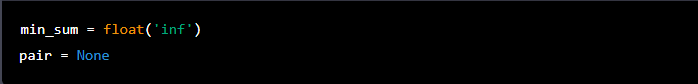 min_sum = float('inf')
pair = None